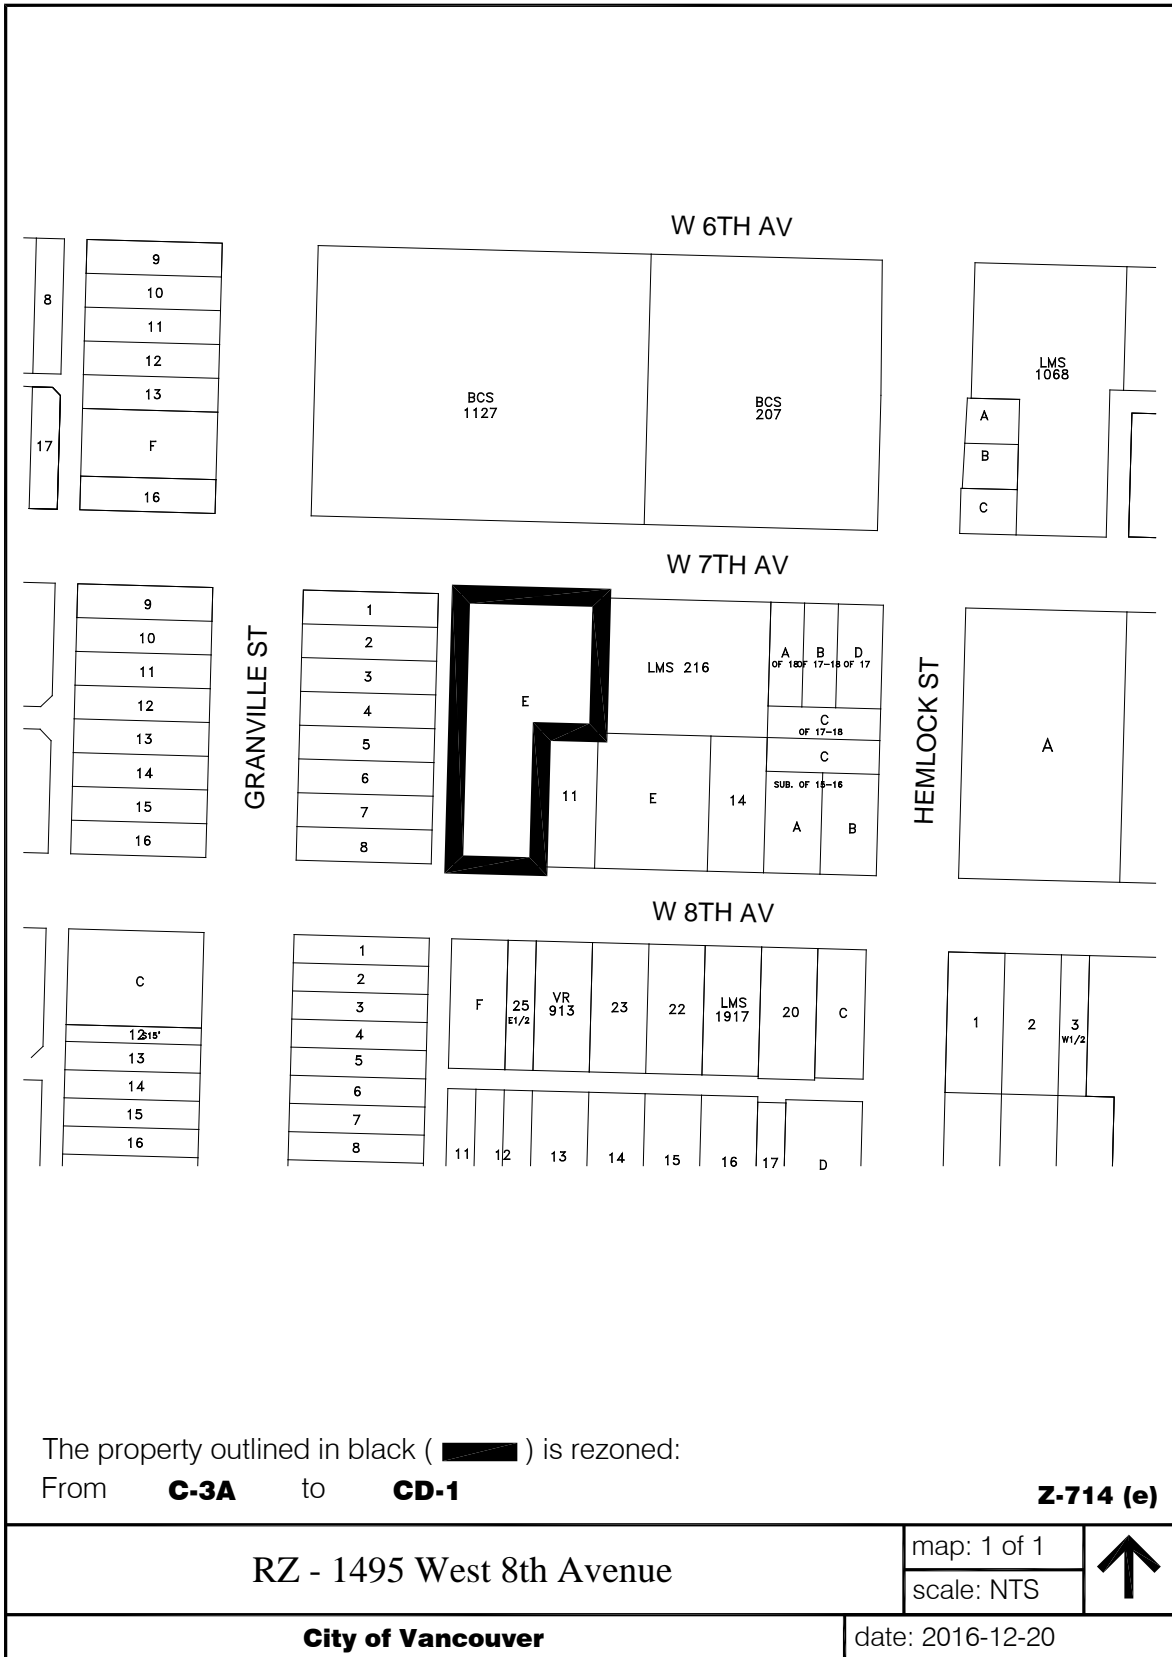 W 6TH AV
9
10
11
12
13
F
16
8
17
BCS
1127
BCS
207
LMS
1068
A
B
C
W 7TH AV
9
10
11
12
13
14
15
16
GRANVILLE ST
1
2
3
4
5
6
7
8
E
LMS 216
A
OF 18
B
OF 17-18
D
OF 17
C
OF 17-18
C
SUB. OF 15-16
A
B
11
E
14
HEMLOCK ST
A
W 8TH AV
C
12 S15'
13
14
15
16
1
2
3
4
5
6
7
8
F
25
E1/2
VR
913
23
22
LMS
1917
20
C
11
12
13
14
15
16
17
D
1
2
3
W1/2
The property outlined in black ( ) is rezoned:
From C-3A to CD-1
Z-714 (e)
RZ - 1495 West 8th Avenue
map: 1 of 1
scale: NTS
City of Vancouver
date: 2016-12-20